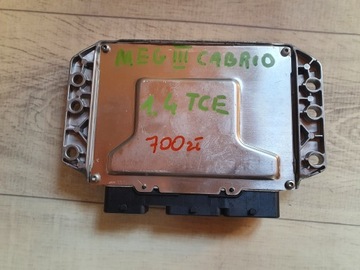 MEG III CABRIO
1.4 TCE
700zł